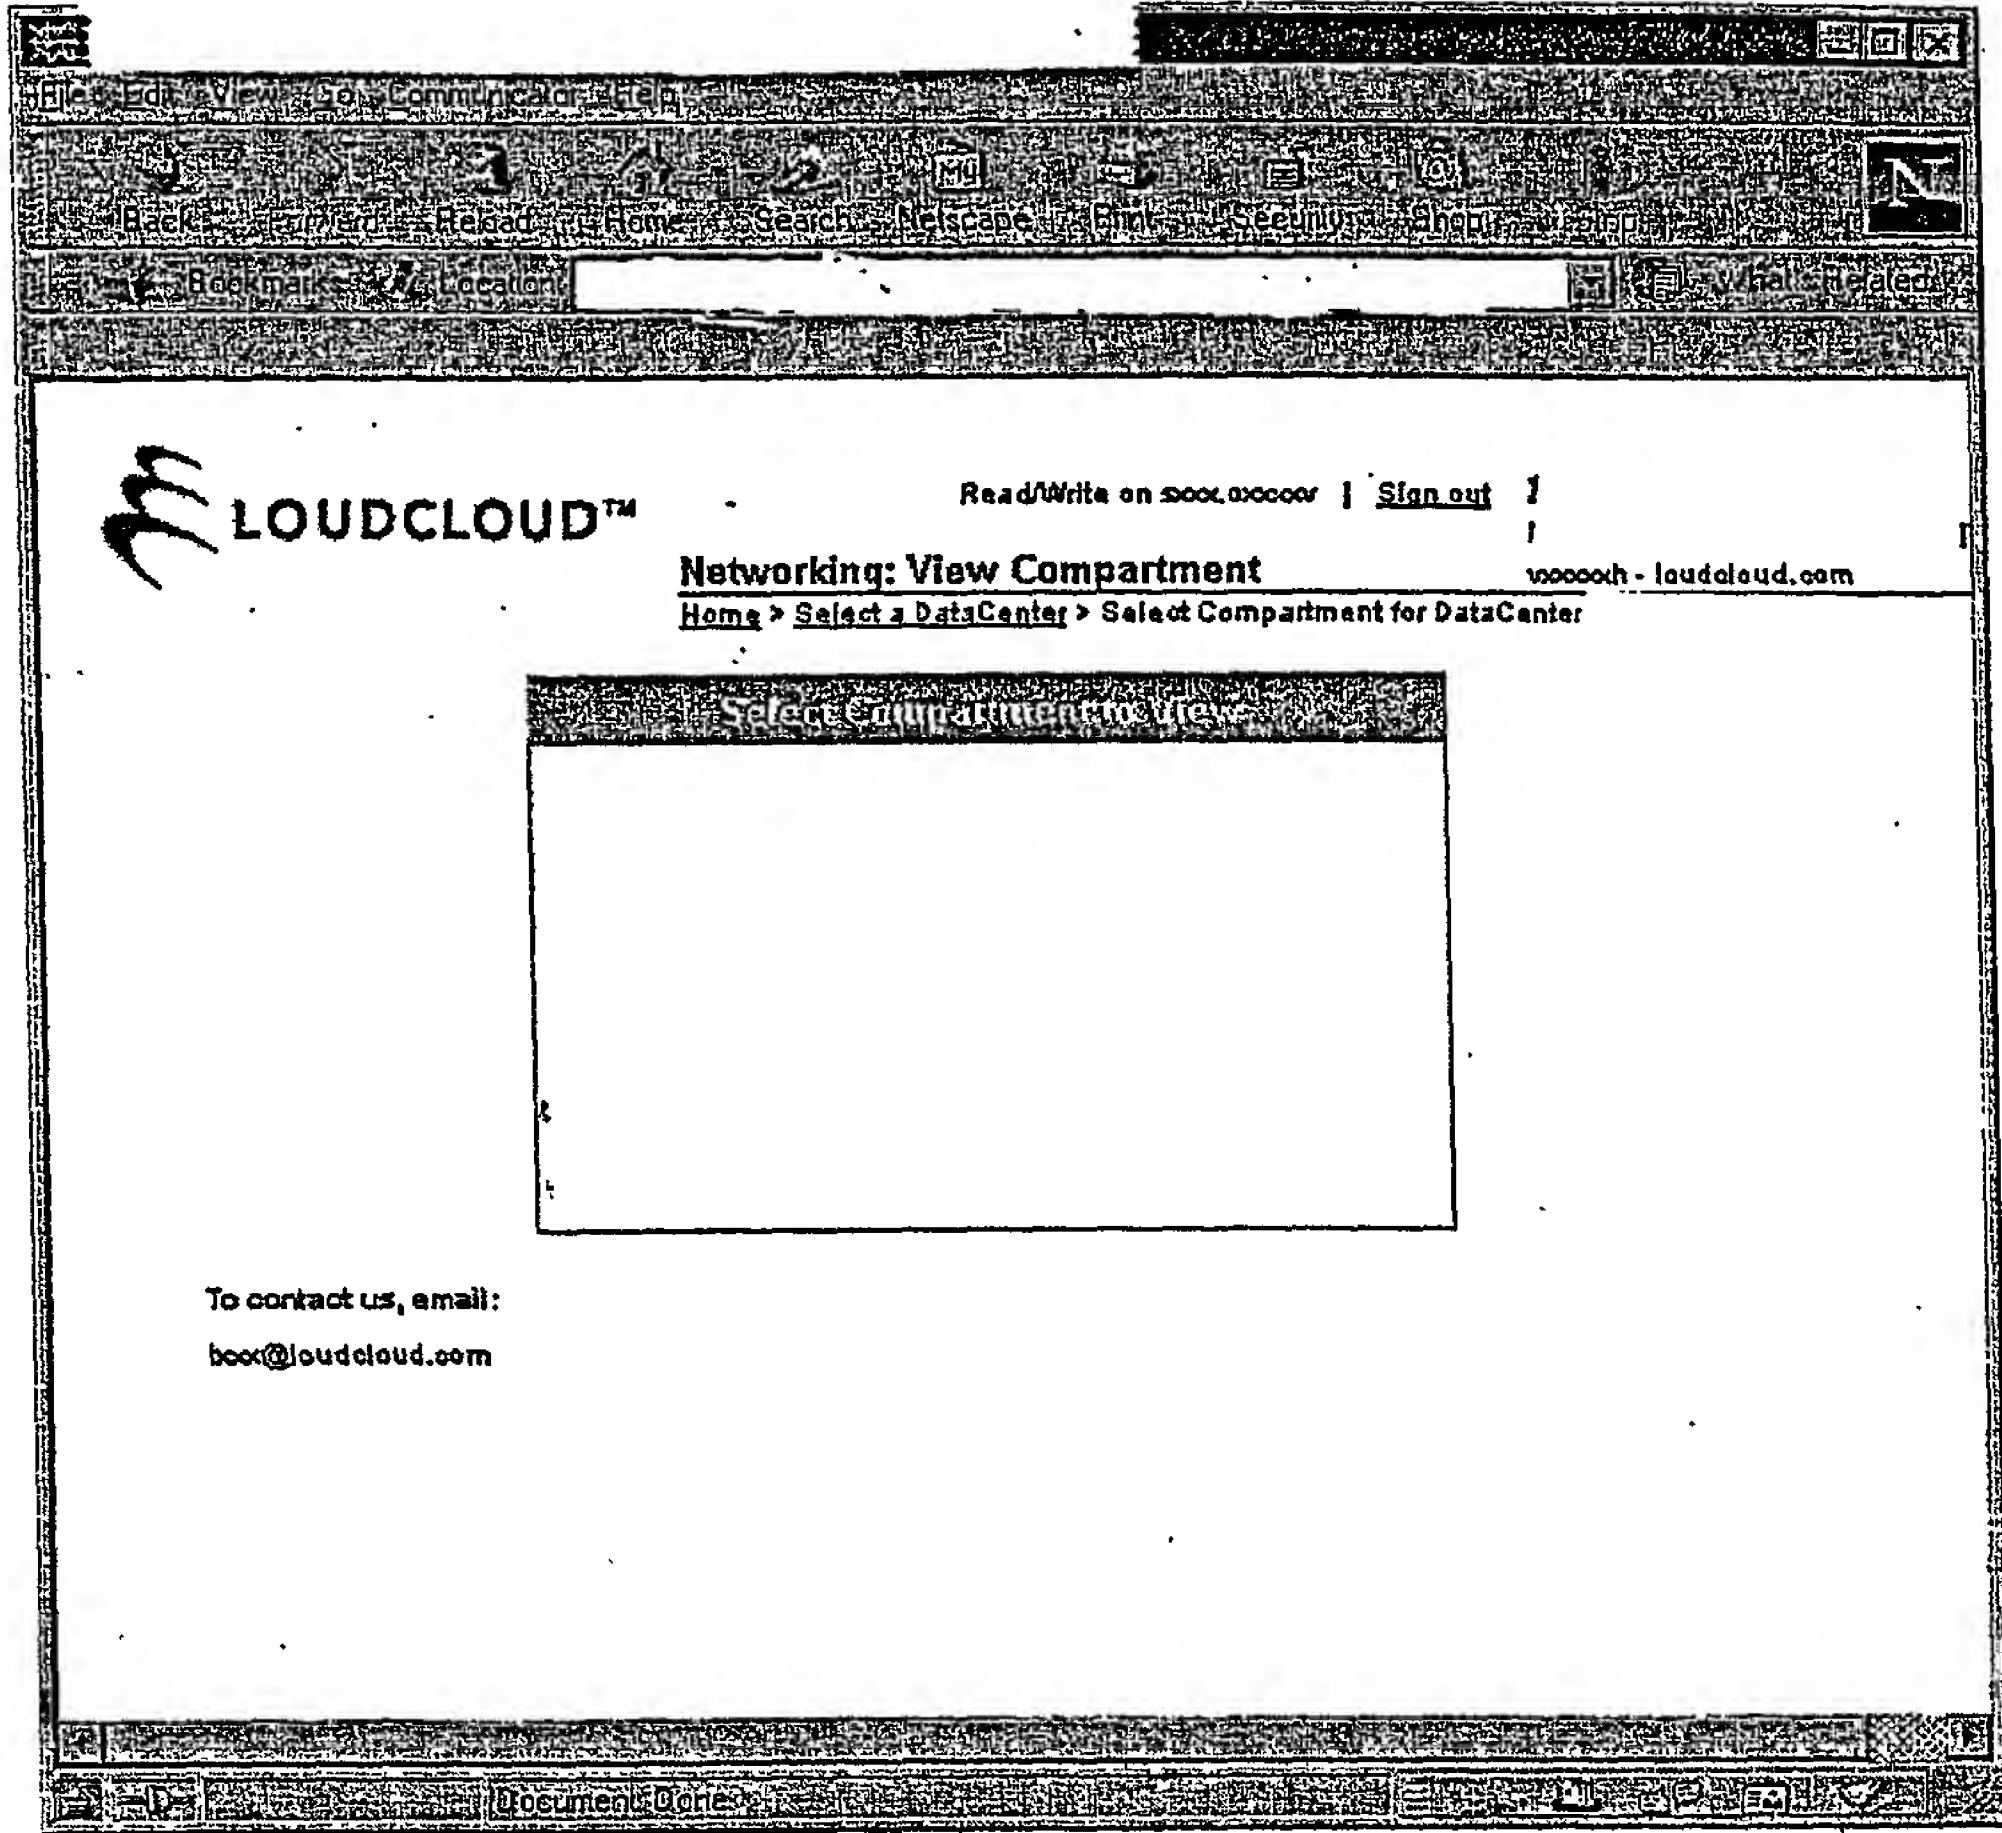 File Edit View Go Communicator Help
Back Forward Reload Home Search Netscape Print Security Shop Stop
Bookmarks Location: What's Related
LOUDCLOUD™
Read/Write on | Sign out
Networking: View Compartment
- loudcloud.com
Home > Select a DataCenter > Select Compartment for DataCenter
Select Compartment to View
To contact us, email:
@loudcloud.com
Document: Done